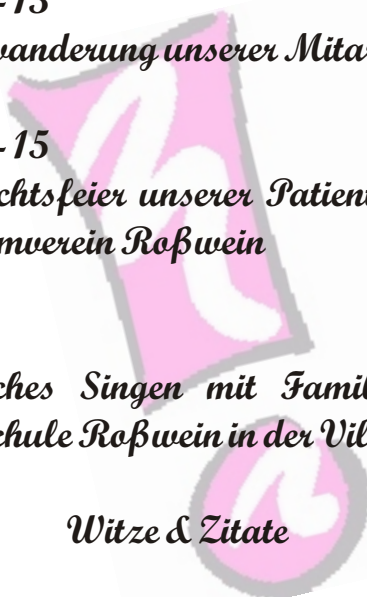 - 13
wanderung unserer Mitar
- 15
chtsfeier unserer Patient
mverein Roßwein
ches Singen mit Famil
chule Roßwein in der Vil
Witze & Zitate